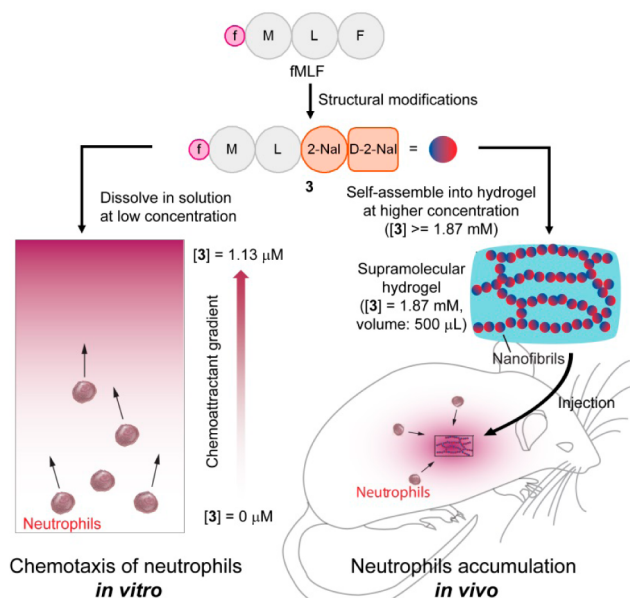 f M L F
fMLF
Structural modifications
f M L 2-Nal D-2-Nal =
3
Dissolve in solution
at low concentration
Self-assemble into hydrogel
at higher concentration
([3] >= 1.87 mM)
[3] = 1.13 µM
Chemoattractant gradient
[3] = 0 µM
Neutrophils
Supramolecular
hydrogel
([3] = 1.87 mM,
volume: 500 µL)
Nanofibrils
Injection
Neutrophils
Chemotaxis of neutrophils
in vitro
Neutrophils accumulation
in vivo